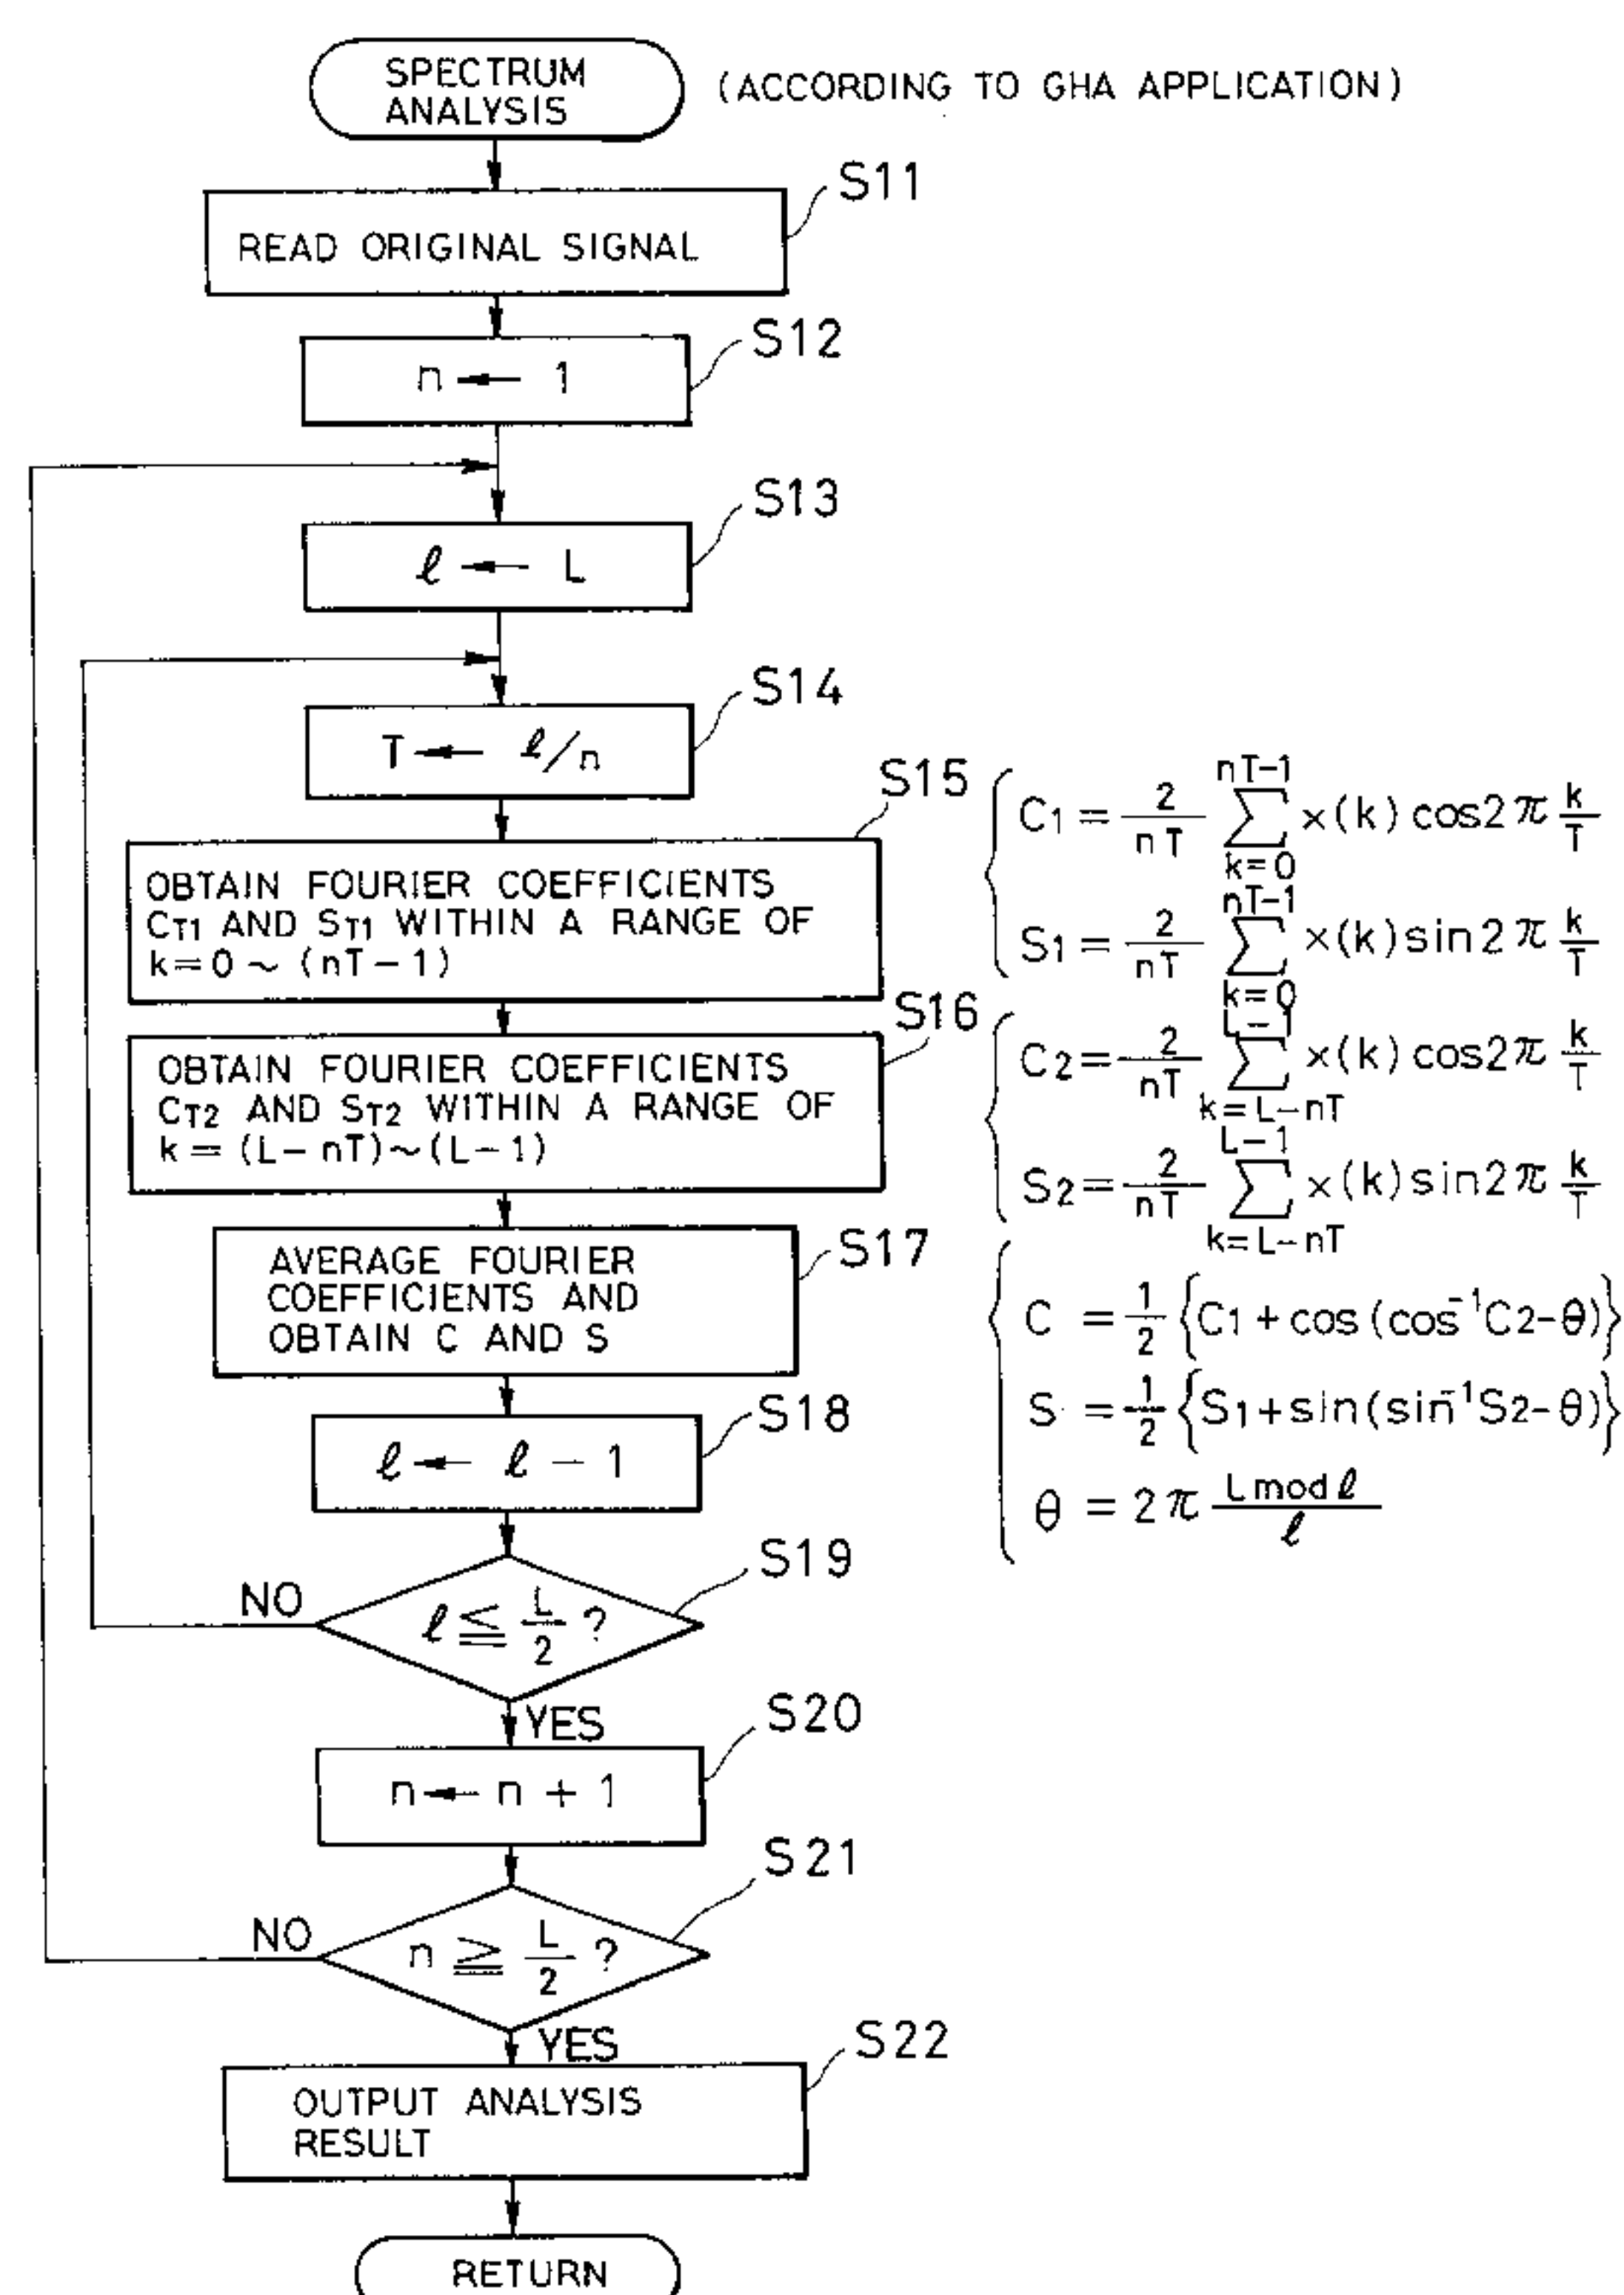 SPECTRUM
ANALYSIS
(ACCORDING TO GHA APPLICATION)
S11
READ ORIGINAL SIGNAL
S12
n ← 1
S13
ℓ ← L
S14
T ← ℓ/n
S15
OBTAIN FOURIER COEFFICIENTS
CT1 AND ST1 WITHIN A RANGE OF
k=0 ~ (nT-1)
C1 = 2/nT ∑ k=0 nT-1 x(k) cos2π k/T
S1 = 2/nT ∑ k=0 nT-1 x(k) sin2π k/T
S16
OBTAIN FOURIER COEFFICIENTS
CT2 AND ST2 WITHIN A RANGE OF
k = (L-nT)~(L-1)
C2 = 2/nT ∑ k=L-nT L-1 x(k) cos2π k/T
S2 = 2/nT ∑ k=L-nT L-1 x(k) sin2π k/T
S17
AVERAGE FOURIER
COEFFICIENTS AND
OBTAIN C AND S
C = 1/2 {C1 + cos (cos⁻¹C2-θ)}
S = 1/2 {S1 + sin (sin⁻¹S2-θ)}
θ = 2π L mod ℓ/ℓ
S18
ℓ ← ℓ - 1
S19
ℓ ≦ L/2 ?
NO
YES
S20
n ← n + 1
S21
n ≧ L/2 ?
NO
YES
S22
OUTPUT ANALYSIS
RESULT
RETURN